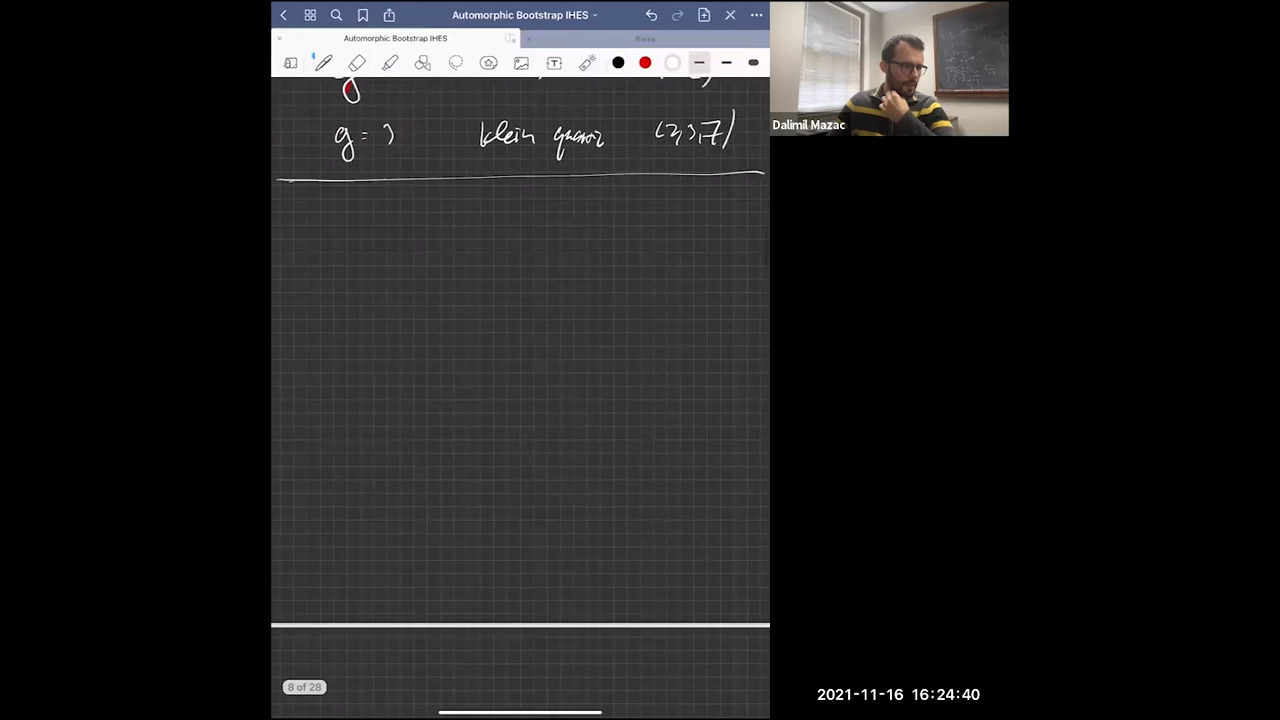 Automorphic Bootstrap IHES
Automorphic Bootstrap IHES
Bolza
g = 3 Klein quartic (2,3,7)
8 of 28
Dalimil Mazac
2021-11-16 16:24:40